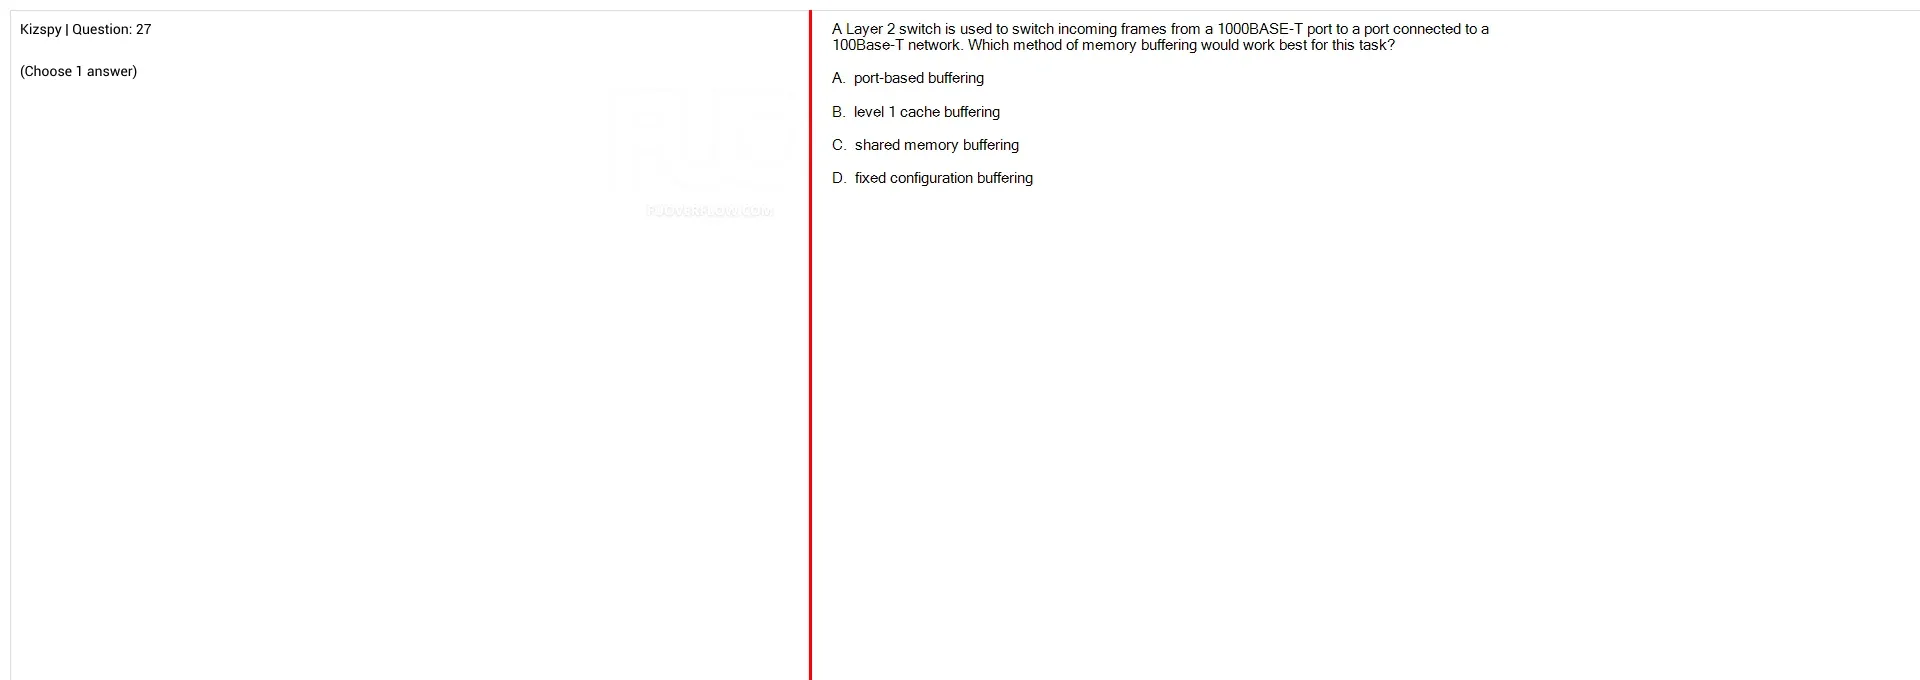 Kizspy | Question: 27
(Choose 1 answer)
FUOVERFLOW.COM
A Layer 2 switch is used to switch incoming frames from a 1000BASE-T port to a port connected to a
100Base-T network. Which method of memory buffering would work best for this task?
A. port-based buffering
B. level 1 cache buffering
C. shared memory buffering
D. fixed configuration buffering